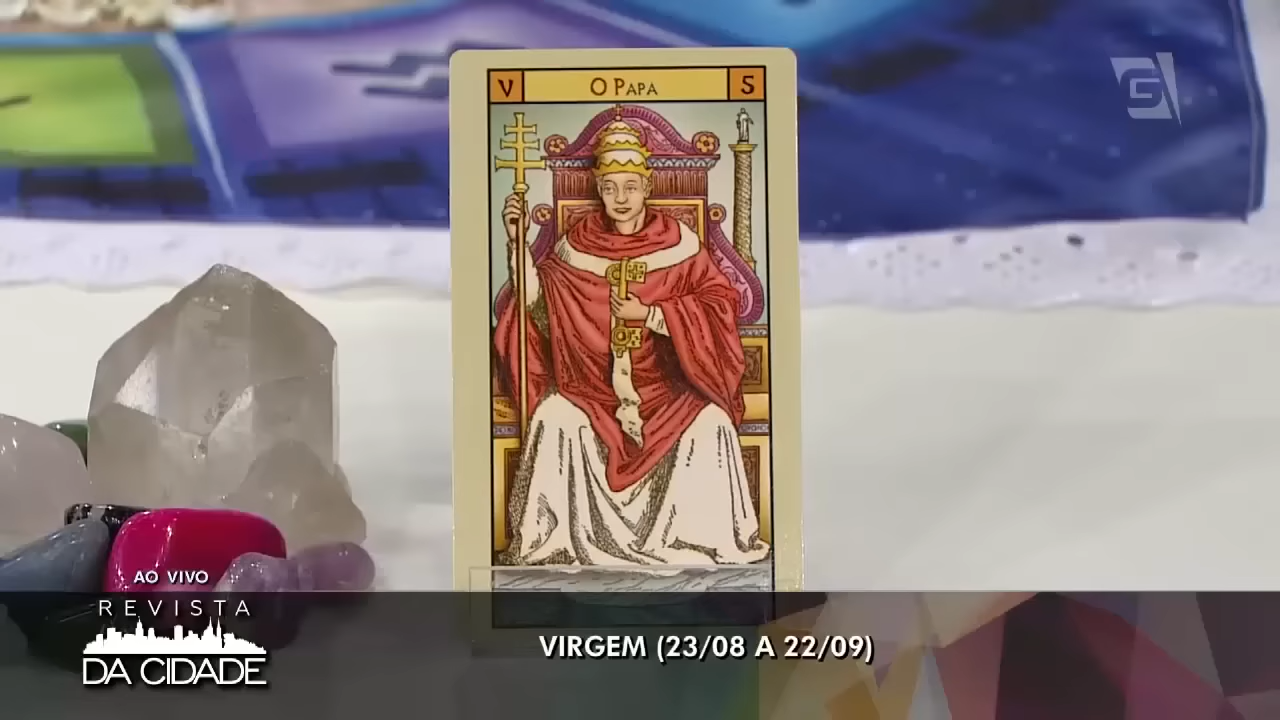 V O PAPA 5
AO VIVO
REVISTA
DA CIDADE
VIRGEM (23/08 A 22/09)